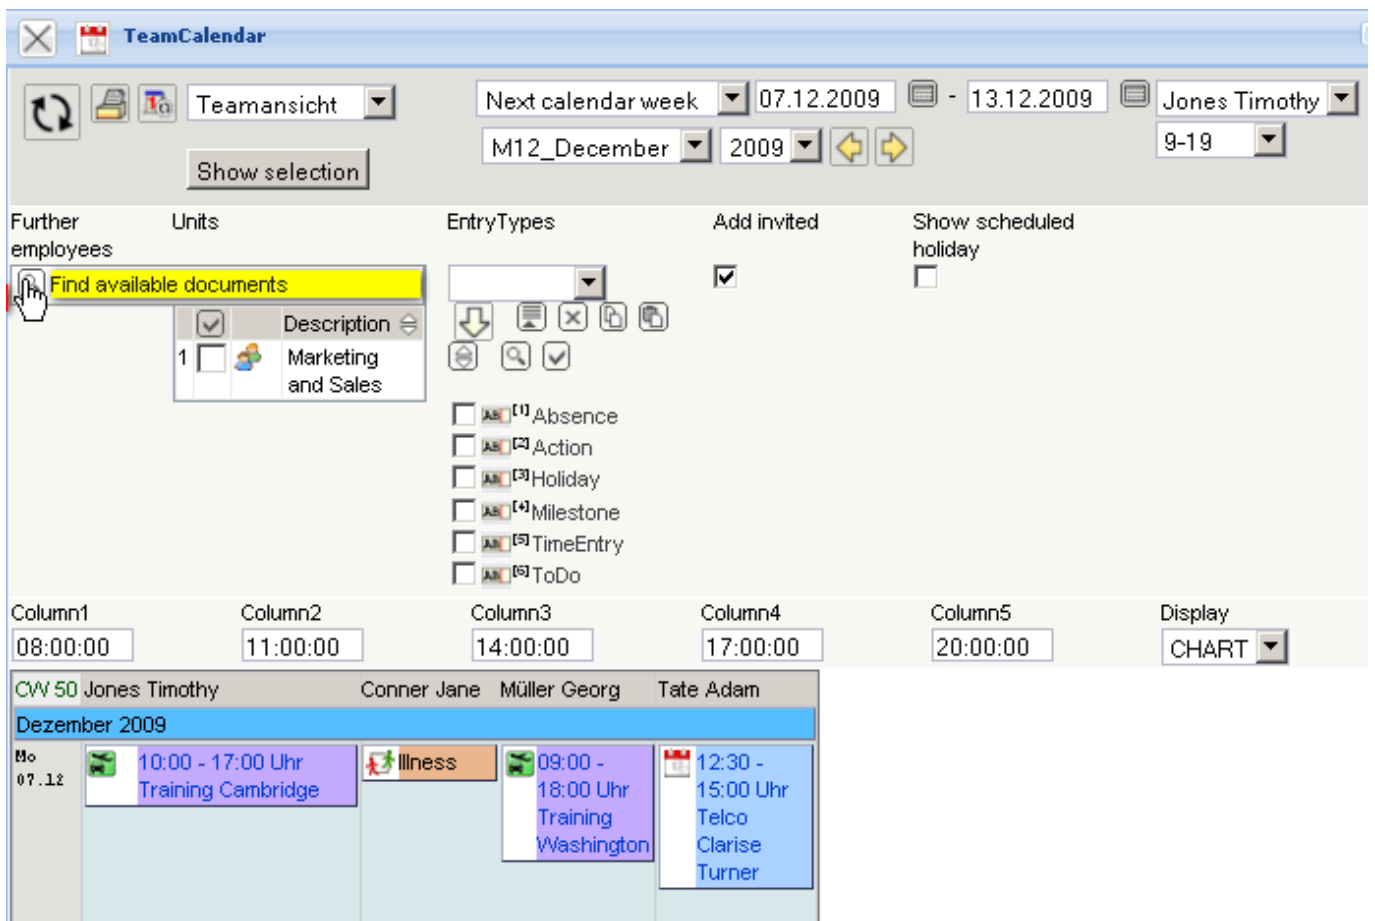 TeamCalendar
Teamansicht
Next calendar week 07.12.2009 - 13.12.2009 Jones Timothy
M12_December 2009 9-19
Show selection
Further employees Units EntryTypes Add invited Show scheduled holiday
Find available documents
Description
1 Marketing
and Sales
[1] Absence
[2] Action
[3] Holiday
[4] Milestone
[5] TimeEntry
[6] ToDo
Column1 Column2 Column3 Column4 Column5 Display
08:00:00 11:00:00 14:00:00 17:00:00 20:00:00 CHART
CW 50 Jones Timothy Conner Jane Müller Georg Tate Adam
Dezember 2009
Mo
07.12
10:00 - 17:00 Uhr
Training Cambridge
Illness
09:00 -
18:00 Uhr
Training
Washington
12:30 -
15:00 Uhr
Telco
Clarise
Turner